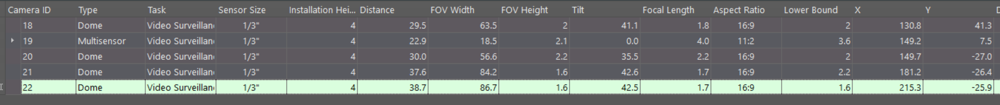 Camera ID Type Task Sensor Size Installation Hei... Distance FOV Width FOV Height Tilt Focal Length Aspect Ratio Lower Bound X Y
18 Dome Video Surveillan 1/3" 4 29.5 63.5 2 41.1 1.8 16:9 2 130.8 41.3
19 Multisensor Video Surveillan 1/3" 4 22.9 18.5 2.1 0.0 4.0 11:2 3.6 149.2 7.5
20 Dome Video Surveillan 1/3" 4 30.0 56.6 2.2 35.5 2.2 16:9 2 149.7 -27.0
21 Dome Video Surveillan 1/3" 4 37.6 84.2 1.6 42.6 1.7 16:9 2.2 181.2 -26.4
22 Dome Video Surveillan 1/3" 4 38.7 86.7 1.6 42.5 1.7 16:9 1.6 215.3 -25.9